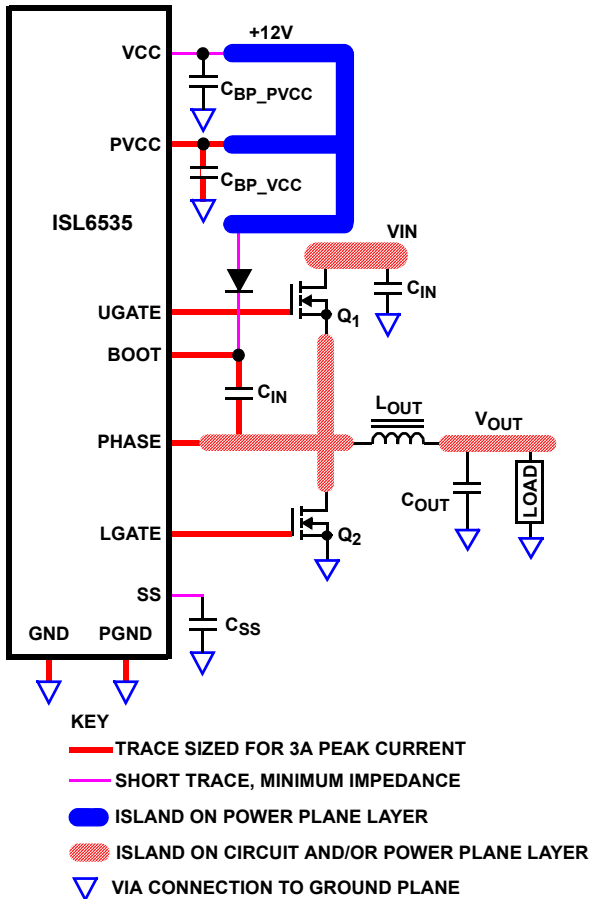 +12V
VCC
CBP_PVCC
PVCC
CBP_VCC
ISL6535
VIN
CIN
UGATE
Q1
BOOT
CIN
LOUT
VOUT
PHASE
COUT
LOAD
LGATE
Q2
SS
CSS
GND PGND
KEY
TRACE SIZED FOR 3A PEAK CURRENT
SHORT TRACE, MINIMUM IMPEDANCE
ISLAND ON POWER PLANE LAYER
ISLAND ON CIRCUIT AND/OR POWER PLANE LAYER
VIA CONNECTION TO GROUND PLANE